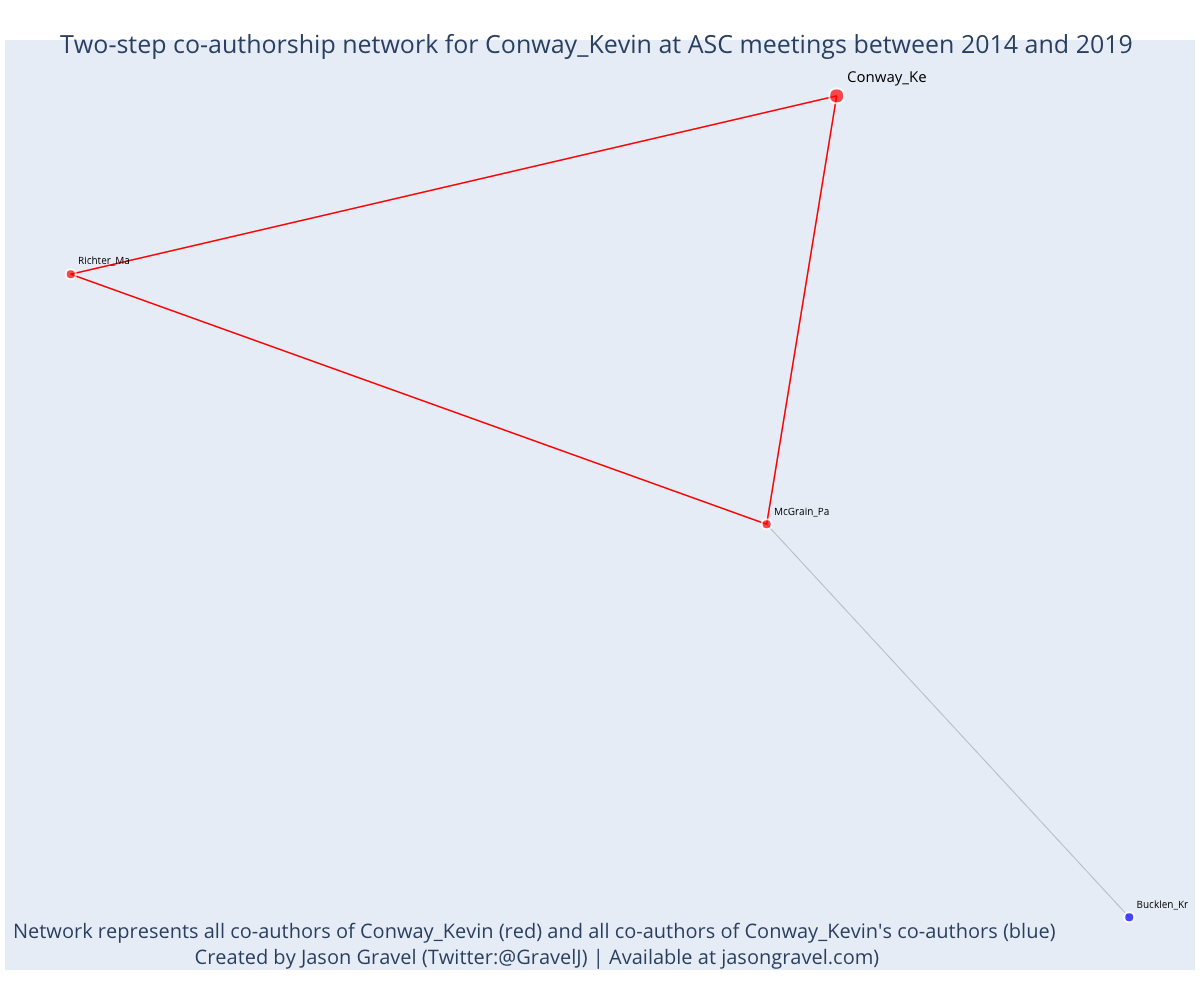 Two-step co-authorship network for Conway_Kevin at ASC meetings between 2014 and 2019
Conway_Ke
Richter_Ma
McGrain_Pa
Bucklen_Kr
Network represents all co-authors of Conway_Kevin (red) and all co-authors of Conway_Kevin's co-authors (blue)
Created by Jason Gravel (Twitter:@GravelJ) | Available at jasongravel.com)